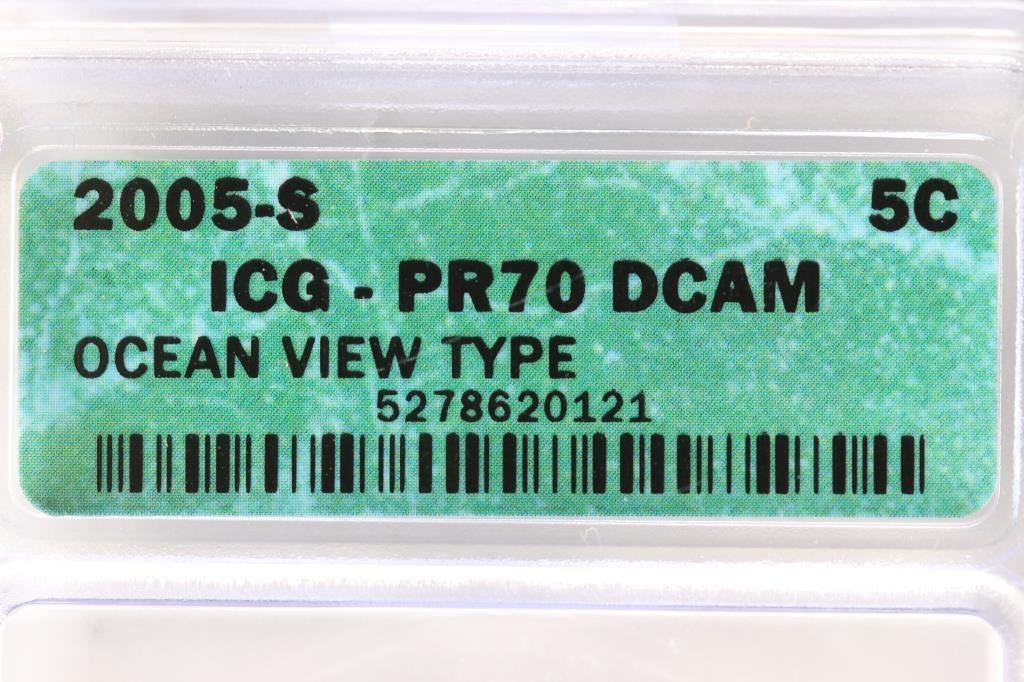 2005-S 5C
ICG - PR70 DCAM
OCEAN VIEW TYPE
5278620121